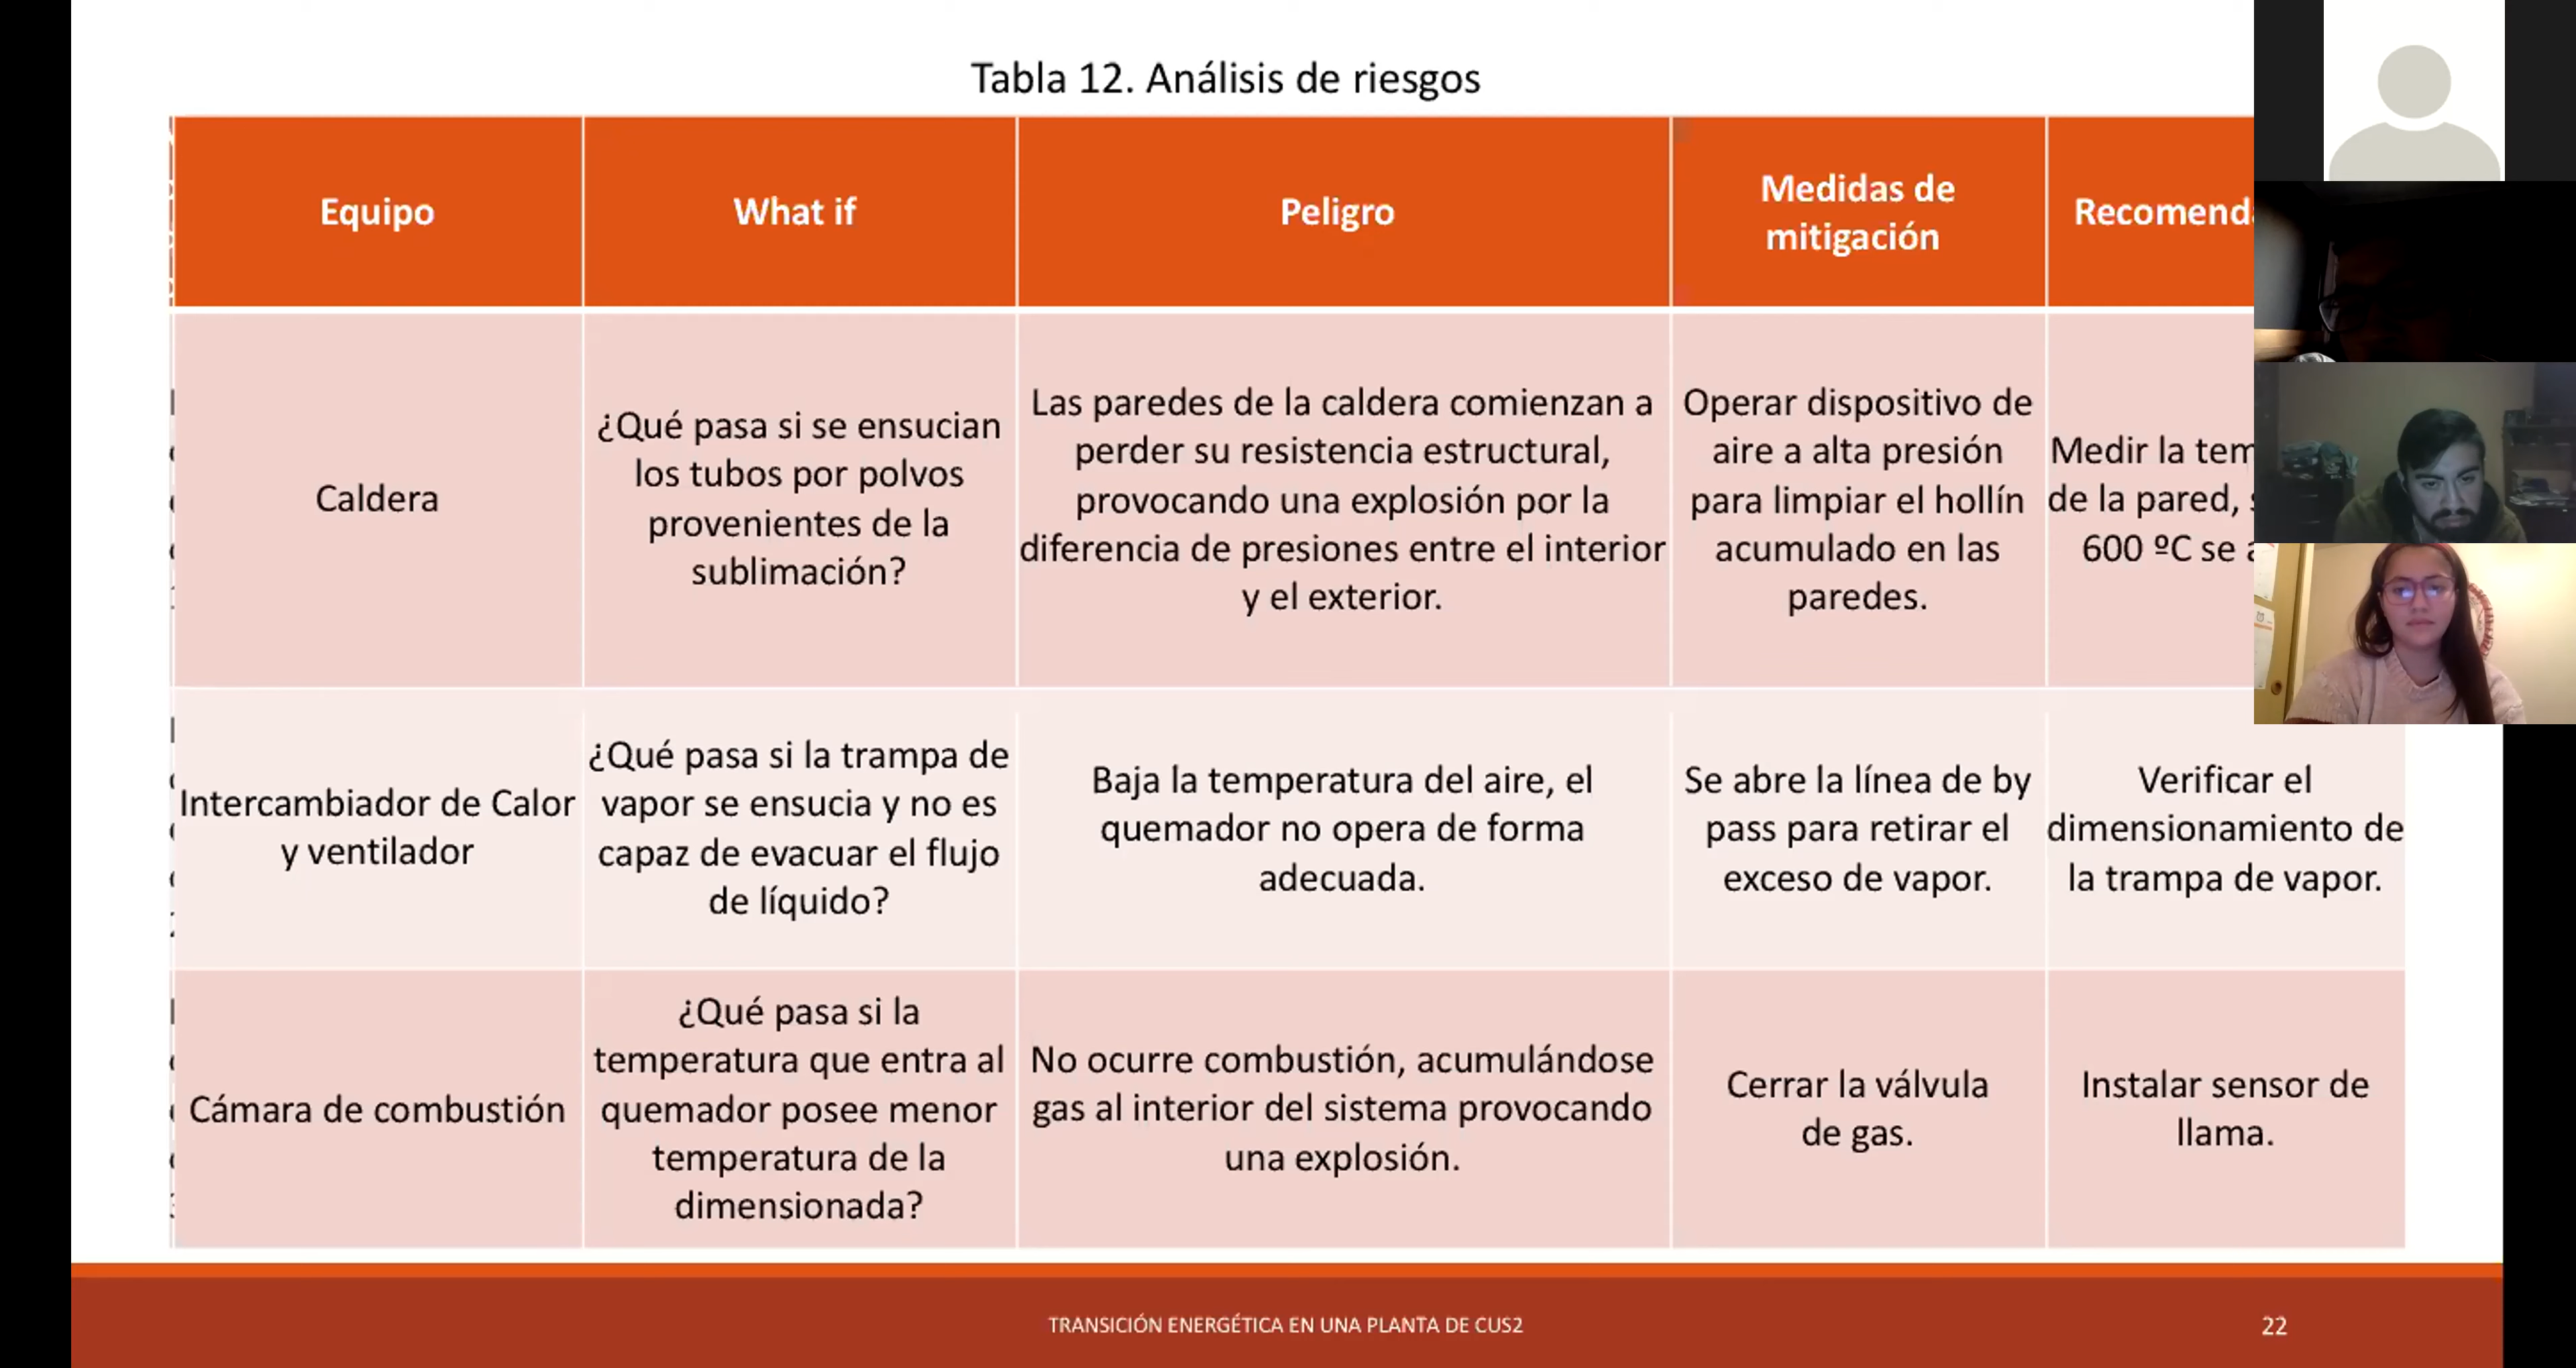 Tabla 12. Análisis de riesgos
Equipo
What if
Peligro
Medidas de
mitigación
Caldera
¿Qué pasa si se ensucian
los tubos por polvos
provenientes de la
sublimación?
Las paredes de la caldera comienzan a
perder su resistencia estructural,
provocando una explosión por la
diferencia de presiones entre el interior
y el exterior.
Operar dispositivo de
aire a alta presión
para limpiar el hollín
acumulado en las
paredes.
Medir la
de la pared,
600 ºC se
Intercambiador de Calor
y ventilador
¿Qué pasa si la trampa de
vapor se ensucia y no es
capaz de evacuar el flujo
de líquido?
Baja la temperatura del aire, el
quemador no opera de forma
adecuada.
Se abre la línea de by
pass para retirar el
exceso de vapor.
Verificar el
dimensionamiento de
la trampa de vapor.
Cámara de combustión
¿Qué pasa si la
temperatura que entra al
quemador posee menor
temperatura de la
dimensionada?
No ocurre combustión, acumulándose
gas al interior del sistema provocando
una explosión.
Cerrar la válvula
de gas.
Instalar sensor de
llama.
TRANSICIÓN ENERGÉTICA EN UNA PLANTA DE CUS2
22